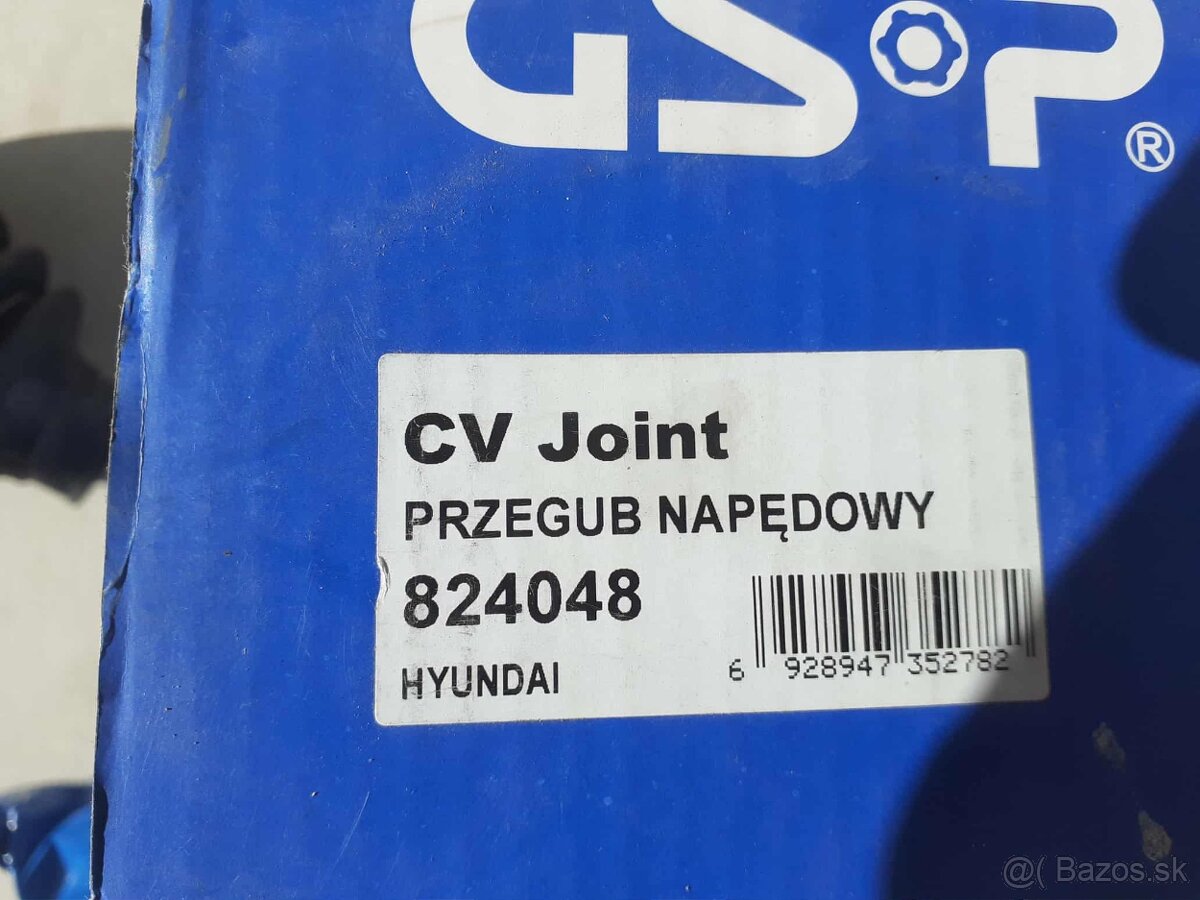 GSP®
CV Joint
PRZEGUB NAPĘDOWY
824048
HYUNDAI
6 928947 352782
@( Bazos.sk